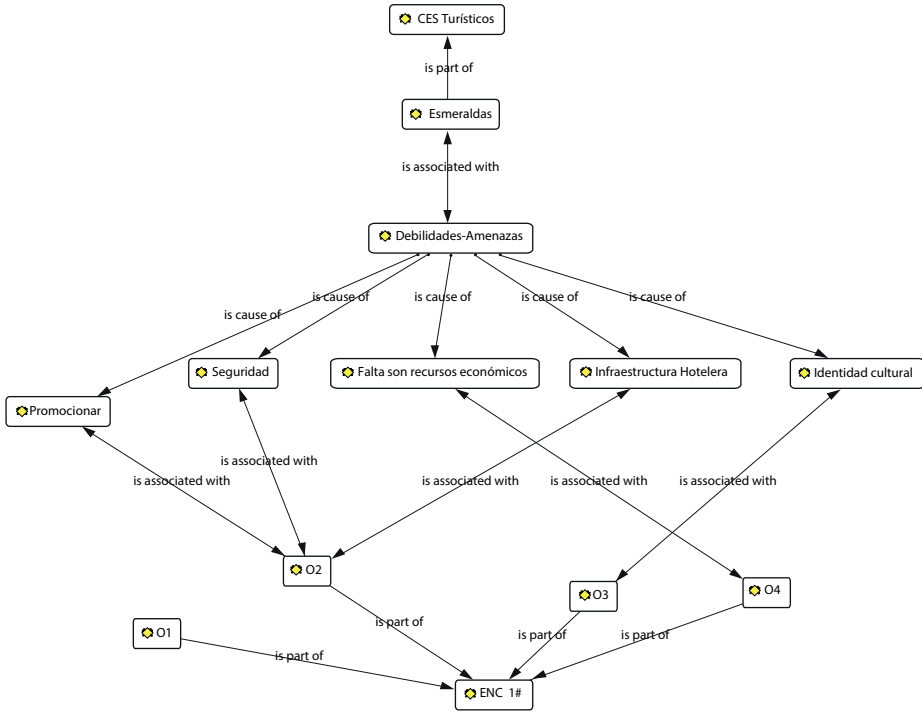 CES Turísticos
is part of
Esmeraldas
is associated with
Debilidades-Amenazas
is cause of
is cause of
is cause of
is cause of
is cause of
Seguridad
Falta son recursos económicos
Infraestructura Hotelera
Identidad cultural
Promocionar
is associated with
is associated with
is associated with
is associated with
is associated with
O2
O3
O4
O1
is part of
is part of
is part of
is part of
ENC 1#